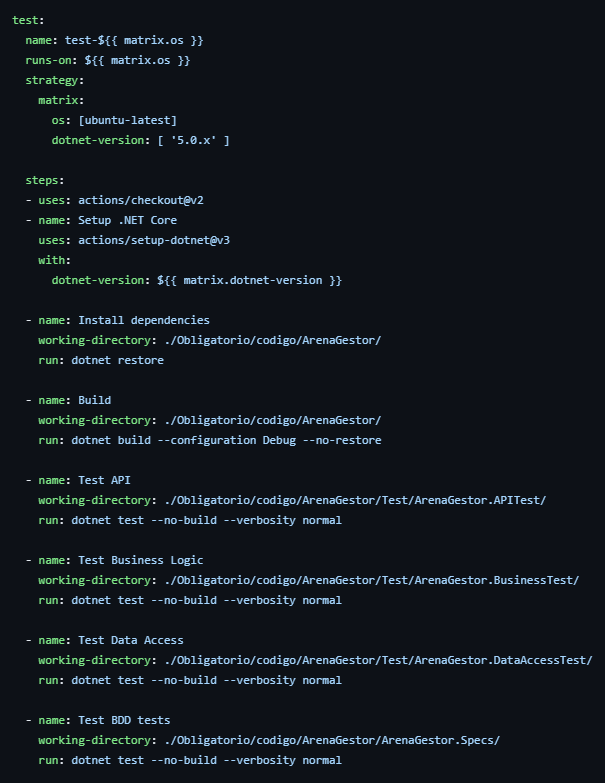 test:
  name: test-${{ matrix.os }}
  runs-on: ${{ matrix.os }}
  strategy:
    matrix:
      os: [ubuntu-latest]
      dotnet-version: [ '5.0.x' ]

  steps:
  - uses: actions/checkout@v2
  - name: Setup .NET Core
    uses: actions/setup-dotnet@v3
    with:
      dotnet-version: ${{ matrix.dotnet-version }}

  - name: Install dependencies
    working-directory: ./Obligatorio/codigo/ArenaGestor/
    run: dotnet restore

  - name: Build
    working-directory: ./Obligatorio/codigo/ArenaGestor/
    run: dotnet build --configuration Debug --no-restore

  - name: Test API
    working-directory: ./Obligatorio/codigo/ArenaGestor/Test/ArenaGestor.APITest/
    run: dotnet test --no-build --verbosity normal

  - name: Test Business Logic
    working-directory: ./Obligatorio/codigo/ArenaGestor/Test/ArenaGestor.BusinessTest/
    run: dotnet test --no-build --verbosity normal

  - name: Test Data Access
    working-directory: ./Obligatorio/codigo/ArenaGestor/Test/ArenaGestor.DataAccessTest/
    run: dotnet test --no-build --verbosity normal

  - name: Test BDD tests
    working-directory: ./Obligatorio/codigo/ArenaGestor/ArenaGestor.Specs/
    run: dotnet test --no-build --verbosity normal